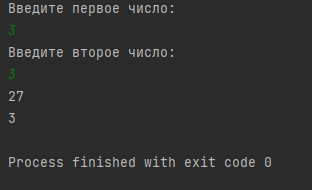 Введите первое число:
3
Введите второе число:
3
27
3
Process finished with exit code 0